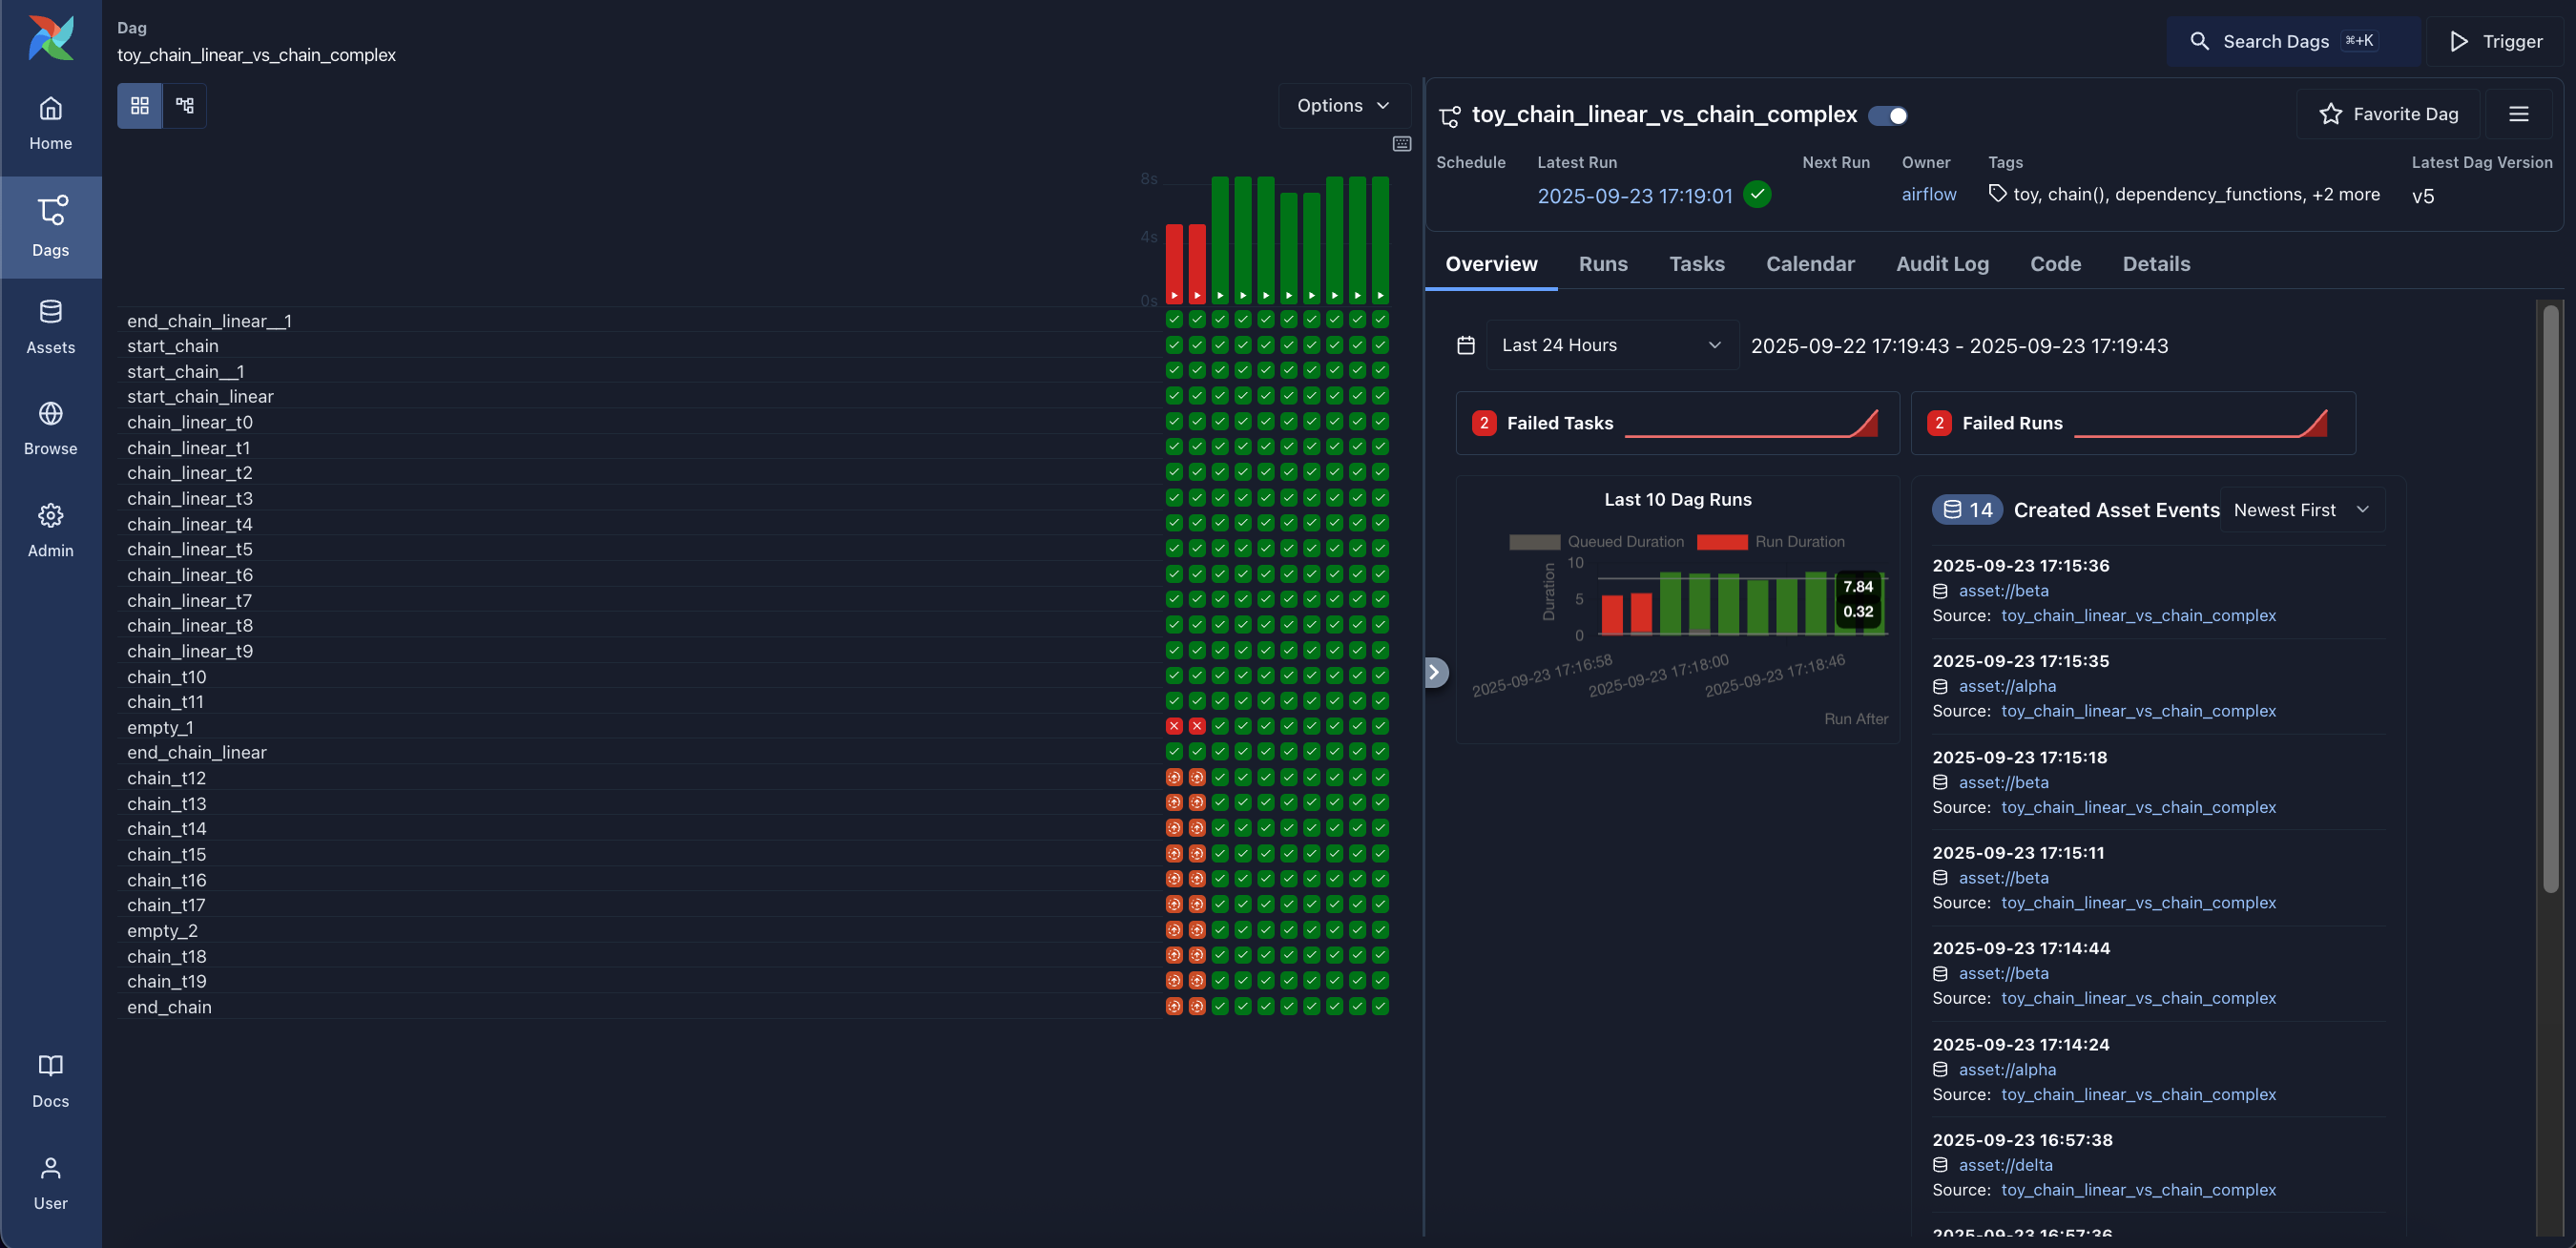 Home
Dags
Assets
Browse
Admin
Docs
User
Dag
toy_chain_linear_vs_chain_complex
Search Dags ⌘+K
Trigger
Options
8s
4s
0s
end_chain_linear__1
start_chain
start_chain__1
start_chain_linear
chain_linear_t0
chain_linear_t1
chain_linear_t2
chain_linear_t3
chain_linear_t4
chain_linear_t5
chain_linear_t6
chain_linear_t7
chain_linear_t8
chain_linear_t9
chain_t10
chain_t11
empty_1
end_chain_linear
chain_t12
chain_t13
chain_t14
chain_t15
chain_t16
chain_t17
empty_2
chain_t18
chain_t19
end_chain
toy_chain_linear_vs_chain_complex
Favorite Dag
Schedule Latest Run Next Run Owner Tags Latest Dag Version
2025-09-23 17:19:01 airflow toy, chain(), dependency_functions, +2 more v5
Overview Runs Tasks Calendar Audit Log Code Details
Last 24 Hours 2025-09-22 17:19:43 - 2025-09-23 17:19:43
2 Failed Tasks
2 Failed Runs
Last 10 Dag Runs
Queued Duration Run Duration
Duration
10
5
0
7.84
0.32
2025-09-23 17:16:58
2025-09-23 17:18:00
2025-09-23 17:18:46
Run After
14 Created Asset Events Newest First
2025-09-23 17:15:36
asset://beta
Source: toy_chain_linear_vs_chain_complex
2025-09-23 17:15:35
asset://alpha
Source: toy_chain_linear_vs_chain_complex
2025-09-23 17:15:18
asset://beta
Source: toy_chain_linear_vs_chain_complex
2025-09-23 17:15:11
asset://beta
Source: toy_chain_linear_vs_chain_complex
2025-09-23 17:14:44
asset://beta
Source: toy_chain_linear_vs_chain_complex
2025-09-23 17:14:24
asset://alpha
Source: toy_chain_linear_vs_chain_complex
2025-09-23 16:57:38
asset://delta
Source: toy_chain_linear_vs_chain_complex
2025-09-23 16:57:36